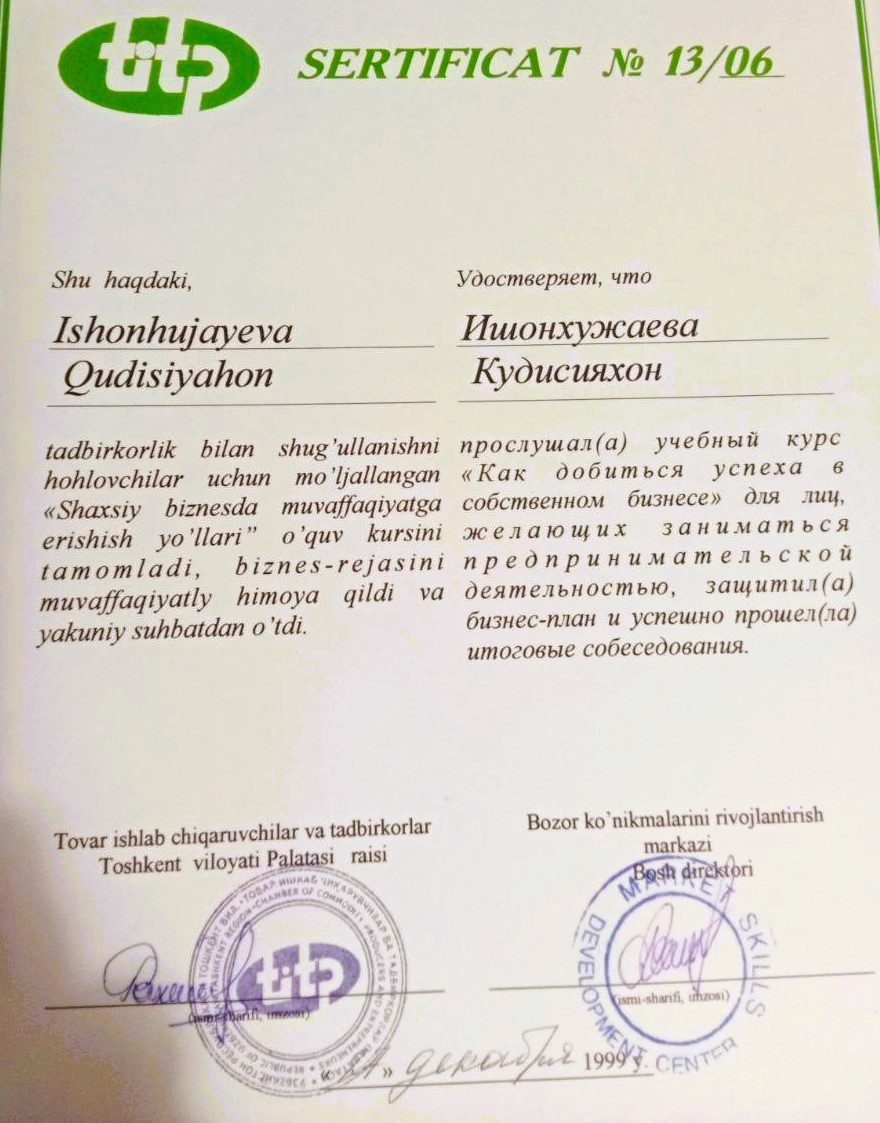 titp
SERTIFICAT № 13/06
Shu haqdaki,
Ishonhujayeva
Qudisiyahon
tadbirkorlik bilan shug’ullanishni
hohlovchilar uchun mo’ljallangan
«Shaxsiy biznesda muvaffaqiyatga
erishish yo’llari” o’quv kursini
tamomladi, biznes-rejasini
muvaffaqiyatly himoya qildi va
yakuniy suhbatdan o’tdi.
Удостверяет, что
Ишонхужаева
Кудисияхон
прослушал(а) учебный курс
«Как добиться успеха в
собственном бизнесе» для лиц,
желающих заниматься
предпринимательской
деятельностью, защитил(а)
бизнес-план и успешно прошел(ла)
итоговые собеседования.
Tovar ishlab chiqaruvchilar va tadbirkorlar
Toshkent viloyati Palatasi raisi
(ismi-sharifi, imzosi)
Bozor ko`nikmalarini rivojlantirish
markazi
Bosh direktori
(ismi-sharifi, imzosi)
MARKET SKILLS
DEVELOPMENT CENTER
titp
декабря 1999 y.